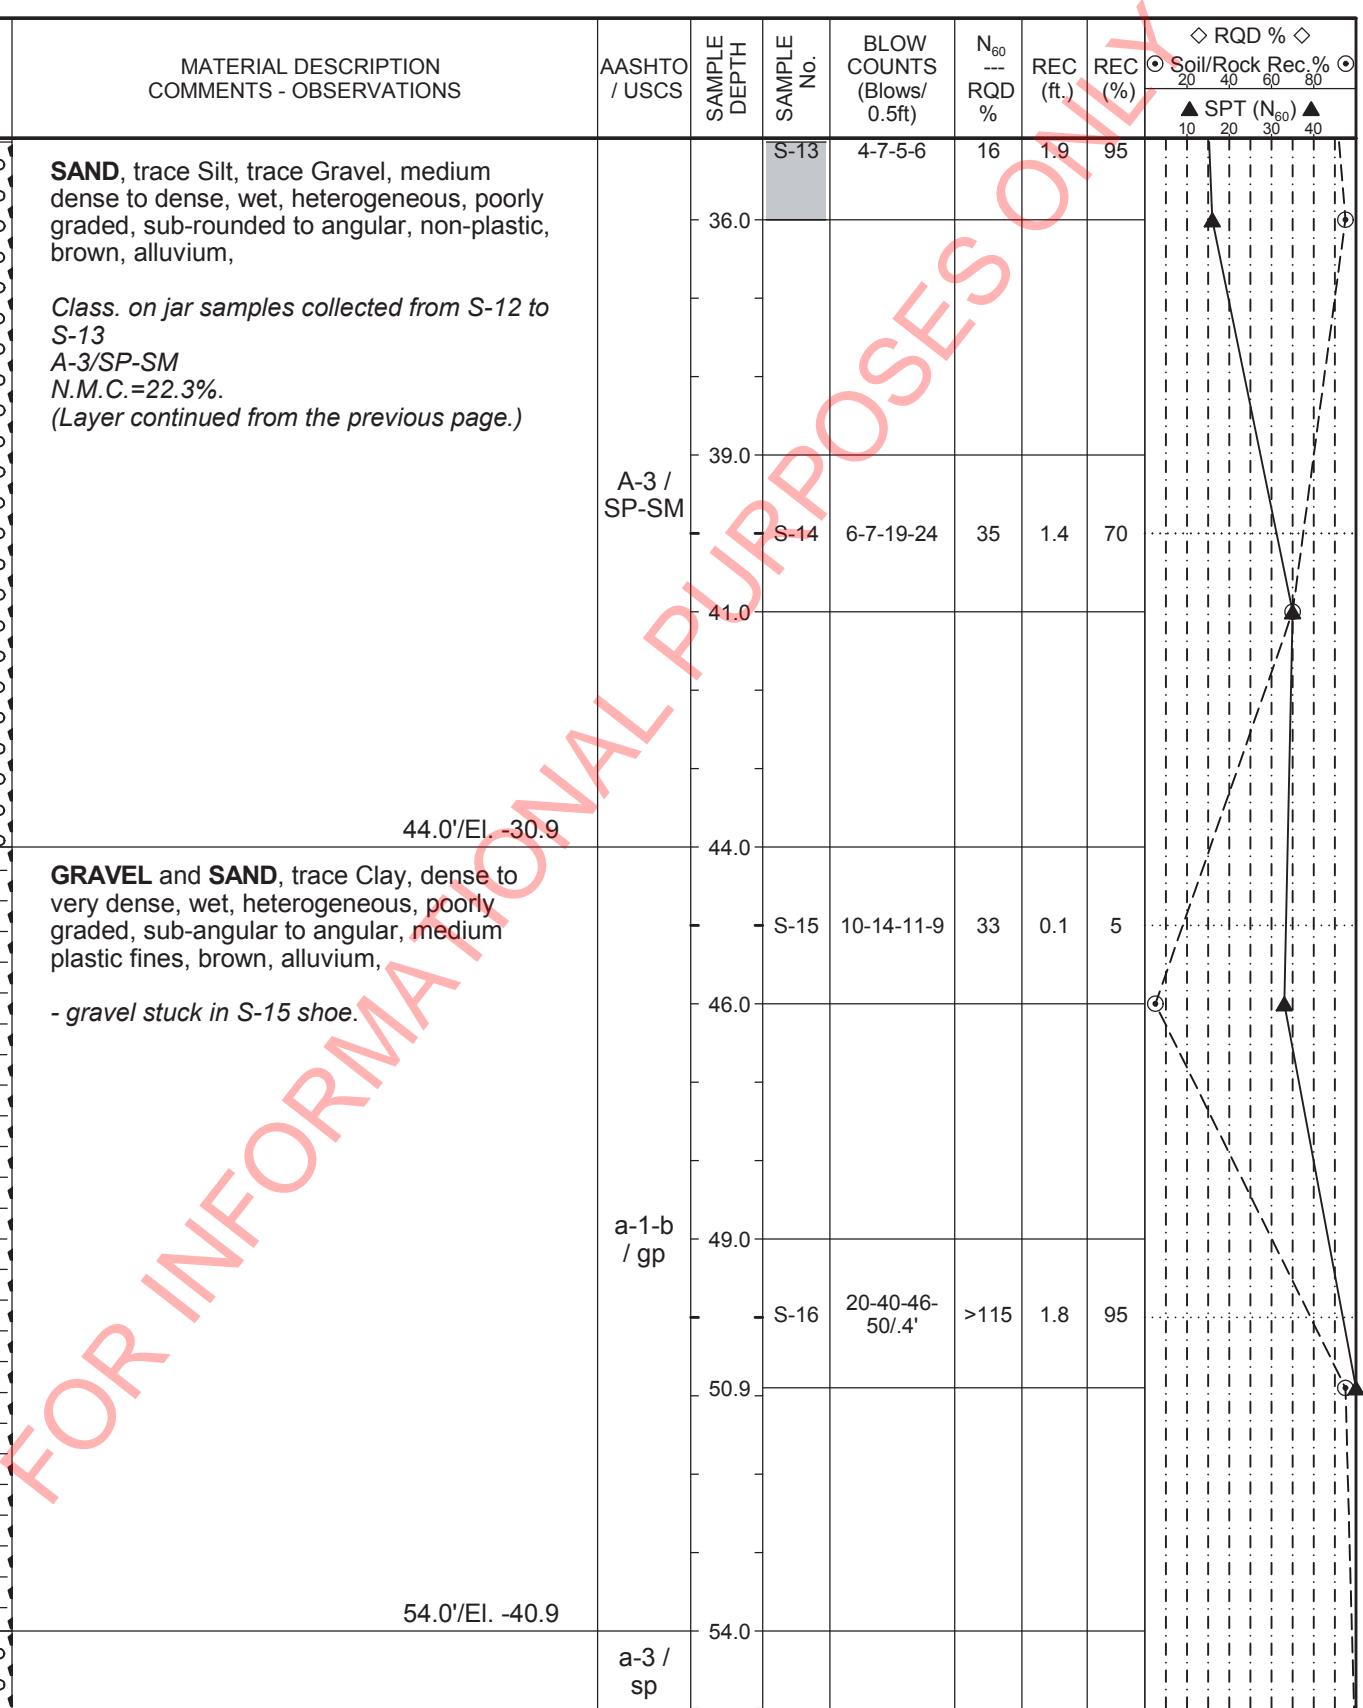 MATERIAL DESCRIPTION
COMMENTS - OBSERVATIONS
AASHTO
/ USCS
SAMPLE
DEPTH
SAMPLE
No.
BLOW
COUNTS
(Blows/
0.5ft)
N60
---
RQD
%
REC
(ft.)
REC
(%)
◇ RQD % ◇
Soil/Rock Rec.%
20 40 60 80
▲ SPT (N60) ▲
10 20 30 40
S-13 4-7-5-6 16 1.9 95
SAND, trace Silt, trace Gravel, medium
dense to dense, wet, heterogeneous, poorly
graded, sub-rounded to angular, non-plastic,
brown, alluvium,
36.0
Class. on jar samples collected from S-12 to
S-13
A-3/SP-SM
N.M.C.=22.3%.
(Layer continued from the previous page.)
39.0
A-3 /
SP-SM
S-14 6-7-19-24 35 1.4 70
41.0
44.0'/El. -30.9
44.0
GRAVEL and SAND, trace Clay, dense to
very dense, wet, heterogeneous, poorly
graded, sub-angular to angular, medium
plastic fines, brown, alluvium,
S-15 10-14-11-9 33 0.1 5
- gravel stuck in S-15 shoe.
46.0
a-1-b
/ gp
49.0
S-16 20-40-46-
50/.4' >115 1.8 95
50.9
54.0'/El. -40.9
54.0
a-3 /
sp
FOR INFORMATIONAL PURPOSES ONLY